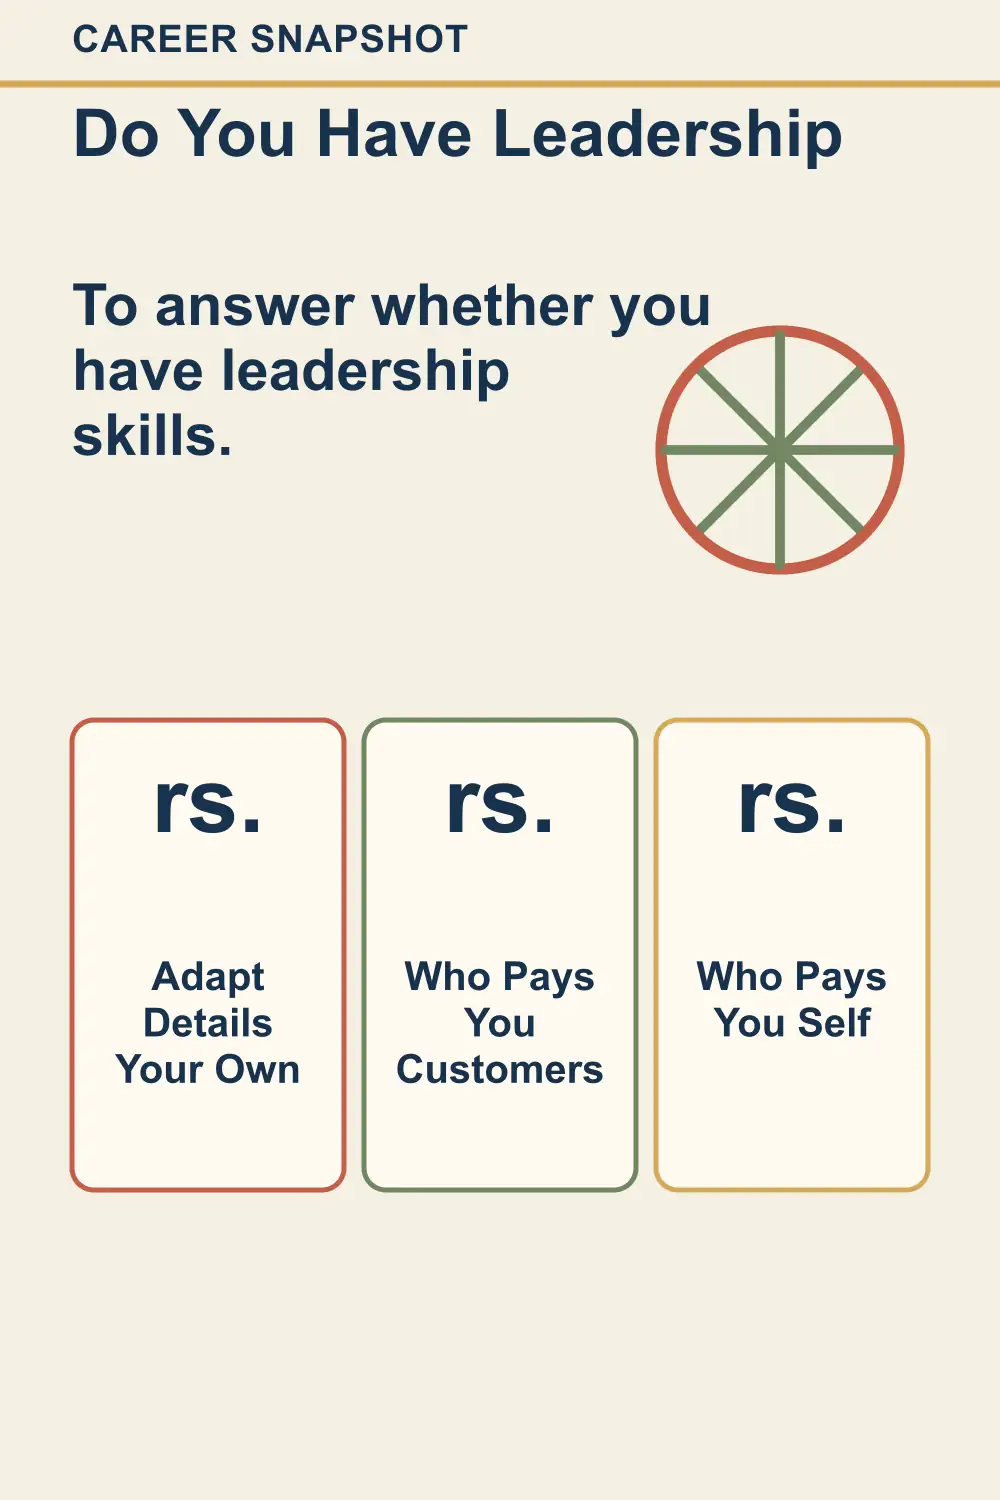 CAREER SNAPSHOT
Do You Have Leadership
To answer whether you
have leadership
skills.
rs.
Adapt
Details
Your Own
rs.
Who Pays
You
Customers
rs.
Who Pays
You Self